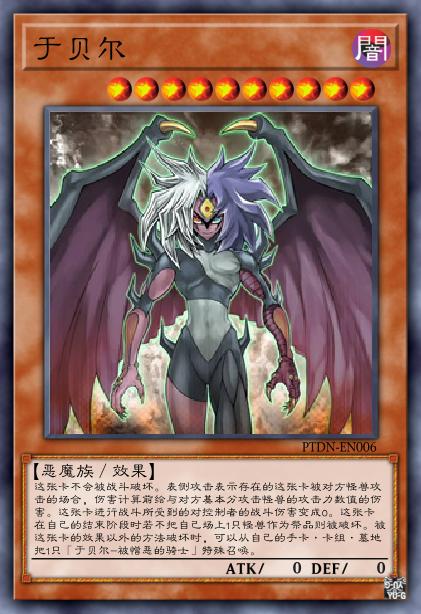 于贝尔
闇
PTDN-EN006
【恶魔族／效果】
这张卡不会被战斗破坏。表侧攻击表示存在的这张卡被对方怪兽攻
击的场合，伤害计算前给与对方基本分攻击怪兽的攻击力数值的伤
害。这张卡进行战斗所受到的对控制者的战斗伤害变成0。这张卡
在自己的结束阶段时若不把自己场上1只怪兽作为祭品则被破坏。被
这张卡的效果以外的方法破坏时，可以从自己的手卡·卡组·墓地
把1只「于贝尔-被憎恶的骑士」特殊召唤。
ATK/ 0 DEF/ 0